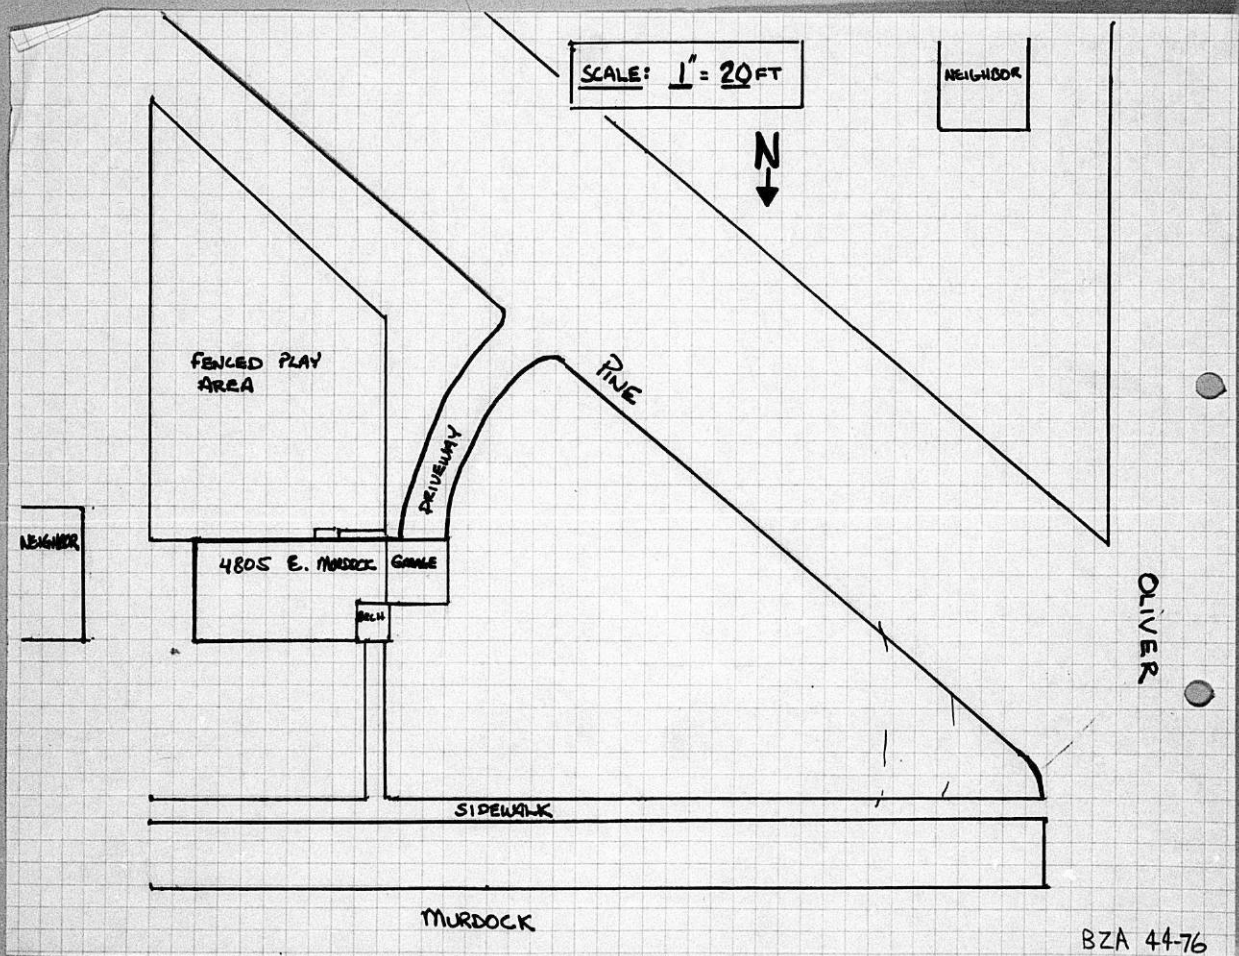 SCALE: 1" = 20 FT
NEIGHBOR
N
FENCED PLAY
AREA
PINE
DRIVEWAY
NEIGHBOR
4805 E. MURDOCK
GARAGE
OLIVER
SIDEWALK
MURDOCK
BZA 44-76